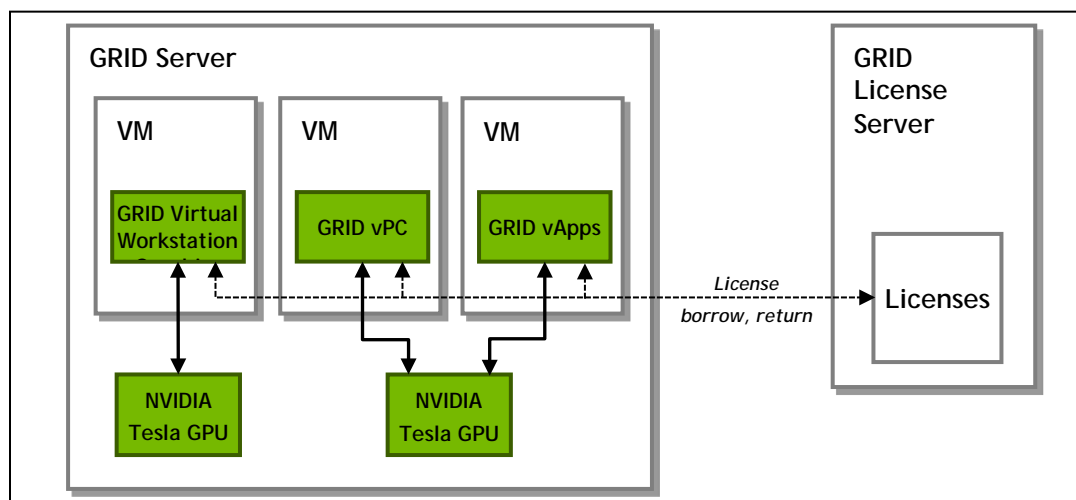 GRID Server
GRID
License
Server
VM
VM
VM
GRID Virtual
Workstation
GRID vPC
GRID vApps
License
borrow, return
Licenses
NVIDIA
Tesla GPU
NVIDIA
Tesla GPU